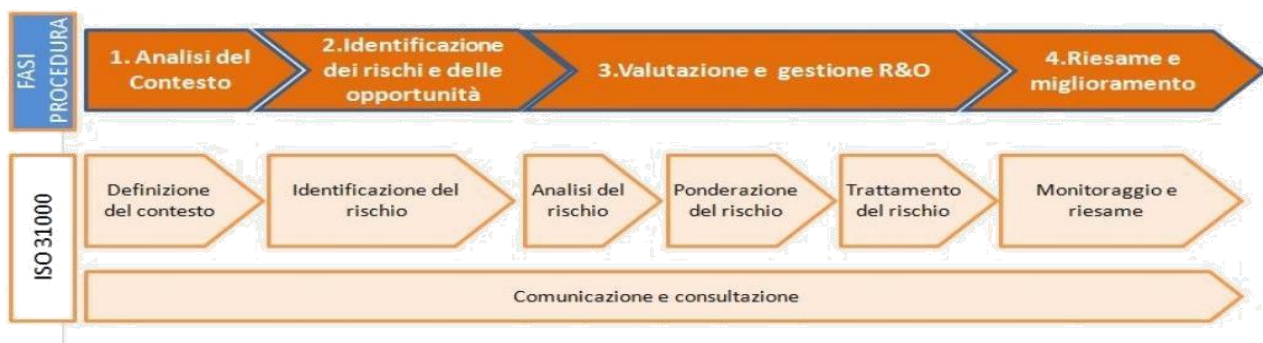 FASI
PROCEDURA
1. Analisi del
Contesto
2.Identificazione
dei rischi e delle
opportunità
3.Valutazione e gestione R&O
4.Riesame e
miglioramento
ISO 31000
Definizione
del contesto
Identificazione del
rischio
Analisi del
rischio
Ponderazione
del rischio
Trattamento
del rischio
Monitoraggio e
riesame
Comunicazione e consultazione